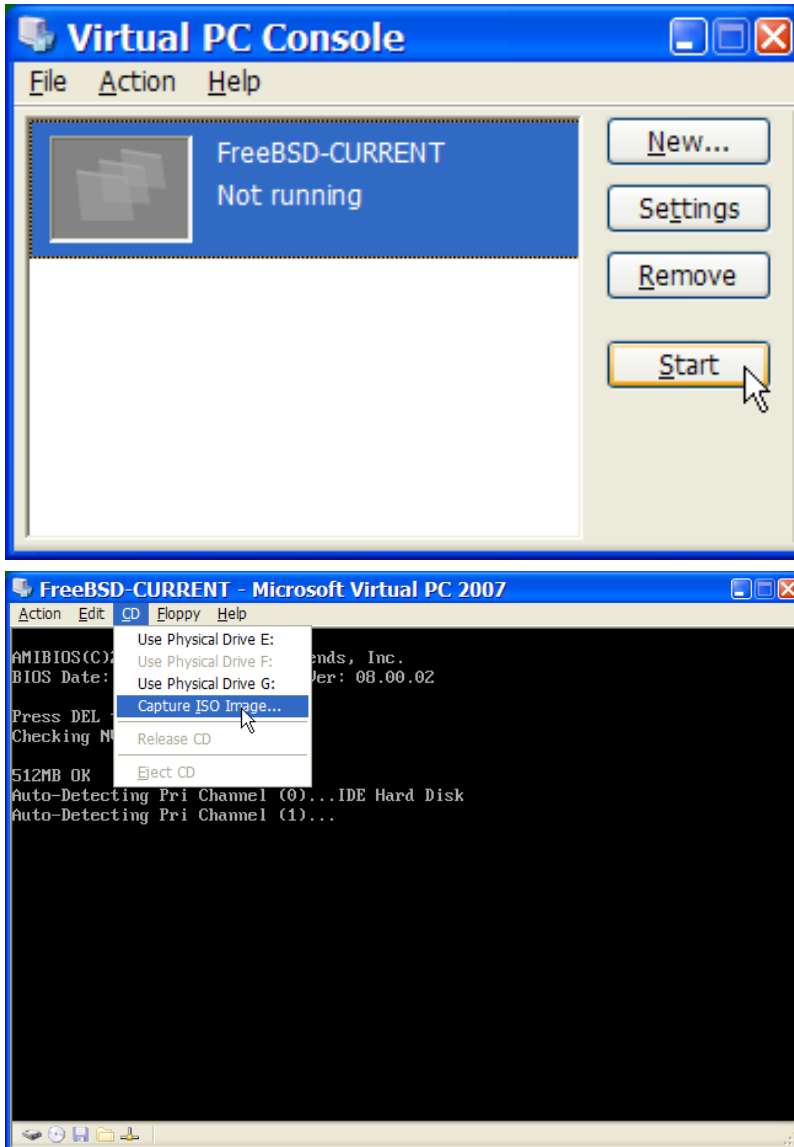 Virtual PC Console
File Action Help
FreeBSD-CURRENT
Not running
New...
Settings
Remove
Start
FreeBSD-CURRENT - Microsoft Virtual PC 2007
Action Edit CD Floppy Help
Use Physical Drive E:
Use Physical Drive F:
Use Physical Drive G:
Capture ISO Image...
Release CD
Eject CD
AMIBIOS(C) ends, Inc.
BIOS Date: Ver: 08.00.02
Press DEL
Checking
512MB OK
Auto-Detecting Pri Channel (0)...IDE Hard Disk
Auto-Detecting Pri Channel (1)...